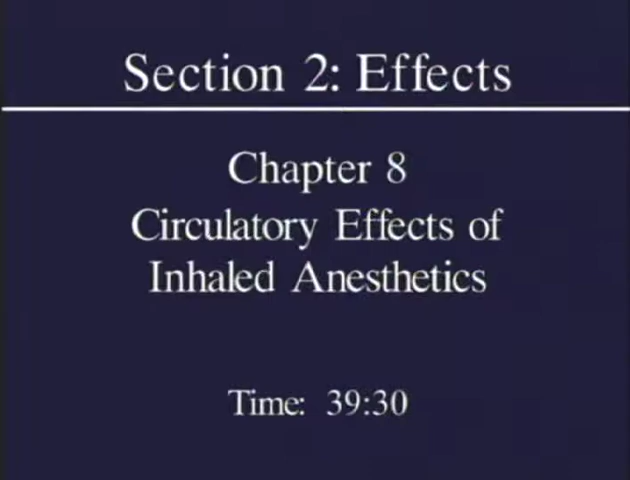 Section 2: Effects
Chapter 8
Circulatory Effects of
Inhaled Anesthetics
Time: 39:30